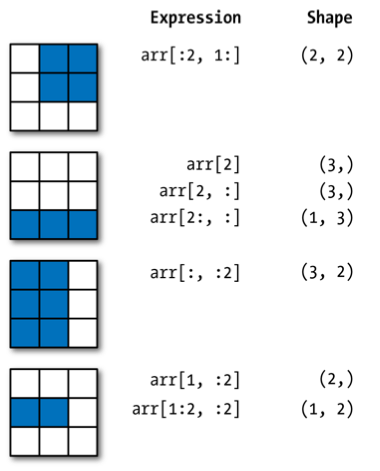 Expression Shape
arr[:2, 1:] (2, 2)
arr[2] (3,)
arr[2, :] (3,)
arr[2:, :] (1, 3)
arr[:, :2] (3, 2)
arr[1, :2] (2,)
arr[1:2, :2] (1, 2)